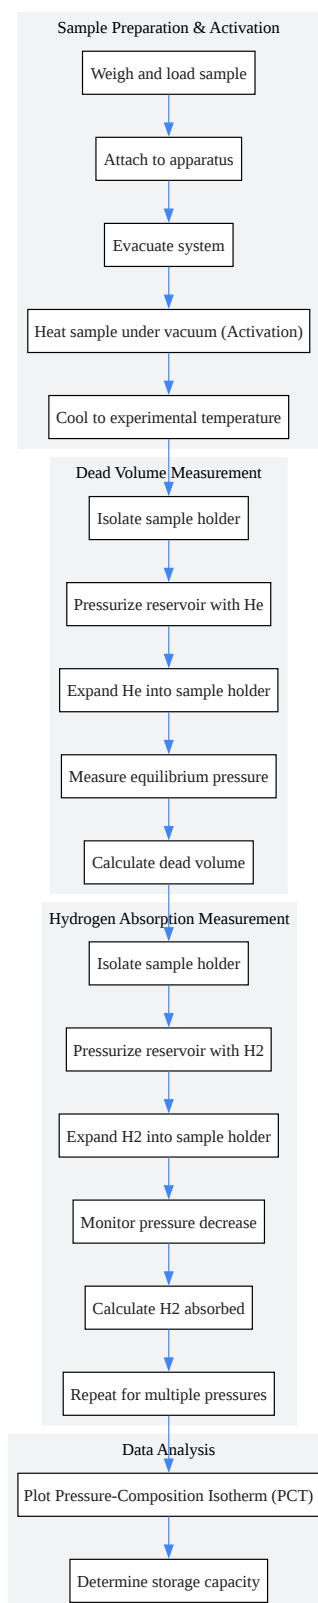 Sample Preparation & Activation
Weigh and load sample
Attach to apparatus
Evacuate system
Heat sample under vacuum (Activation)
Cool to experimental temperature
Dead Volume Measurement
Isolate sample holder
Pressurize reservoir with He
Expand He into sample holder
Measure equilibrium pressure
Calculate dead volume
Hydrogen Absorption Measurement
Isolate sample holder
Pressurize reservoir with H2
Expand H2 into sample holder
Monitor pressure decrease
Calculate H2 absorbed
Repeat for multiple pressures
Data Analysis
Plot Pressure-Composition Isotherm (PCT)
Determine storage capacity